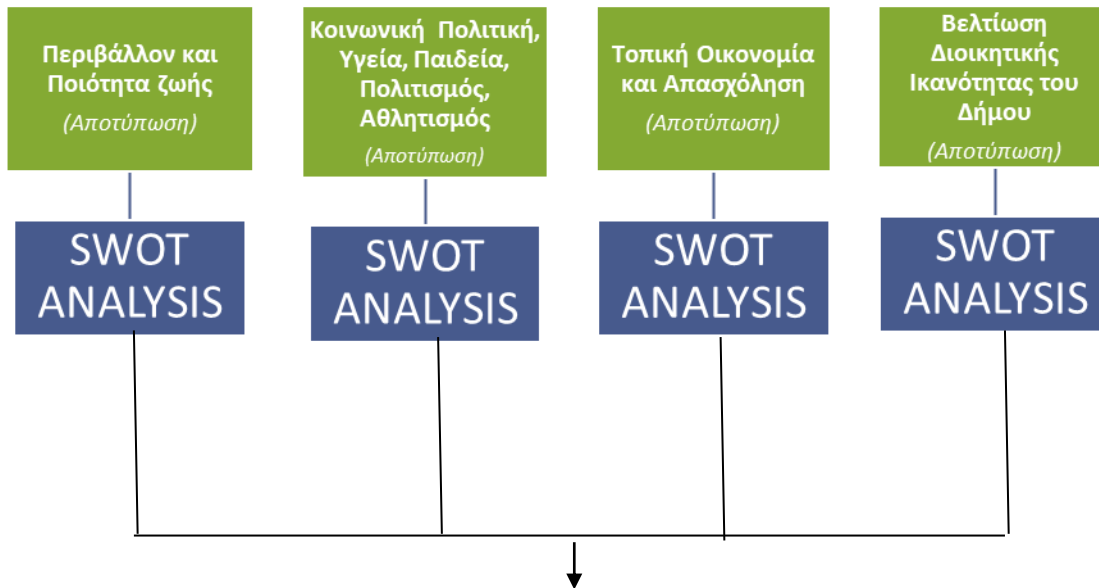 Περιβάλλον και
Ποιότητα ζωής
(Αποτύπωση)
Κοινωνική Πολιτική,
Υγεία, Παιδεία,
Πολιτισμός,
Αθλητισμός
(Αποτύπωση)
Τοπική Οικονομία
και Απασχόληση
(Αποτύπωση)
Βελτίωση
Διοικητικής
Ικανότητας του
Δήμου
(Αποτύπωση)
SWOT
ANALYSIS
SWOT
ANALYSIS
SWOT
ANALYSIS
SWOT
ANALYSIS